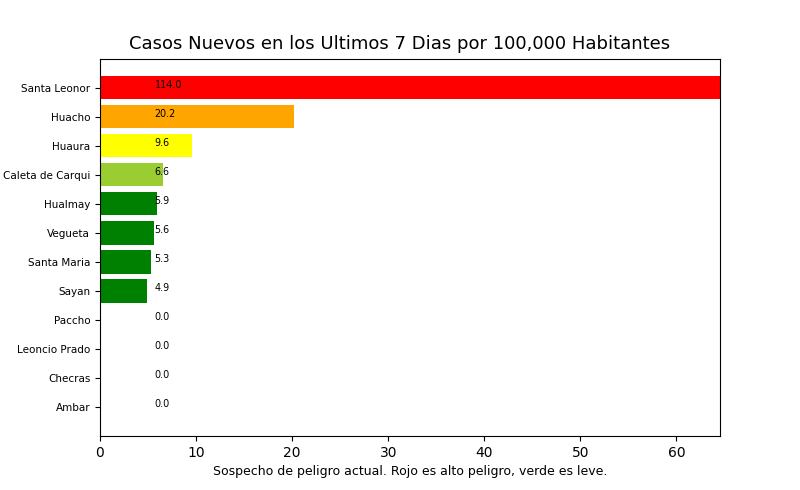 Casos Nuevos en los Ultimos 7 Dias por 100,000 Habitantes
Santa Leonor 114.0
Huacho 20.2
Huaura 9.6
Caleta de Carqui 6.6
Hualmay 5.9
Vegueta 5.6
Santa Maria 5.3
Sayan 4.9
Paccho 0.0
Leoncio Prado 0.0
Checras 0.0
Ambar 0.0
0 10 20 30 40 50 60
Sospecho de peligro actual. Rojo es alto peligro, verde es leve.